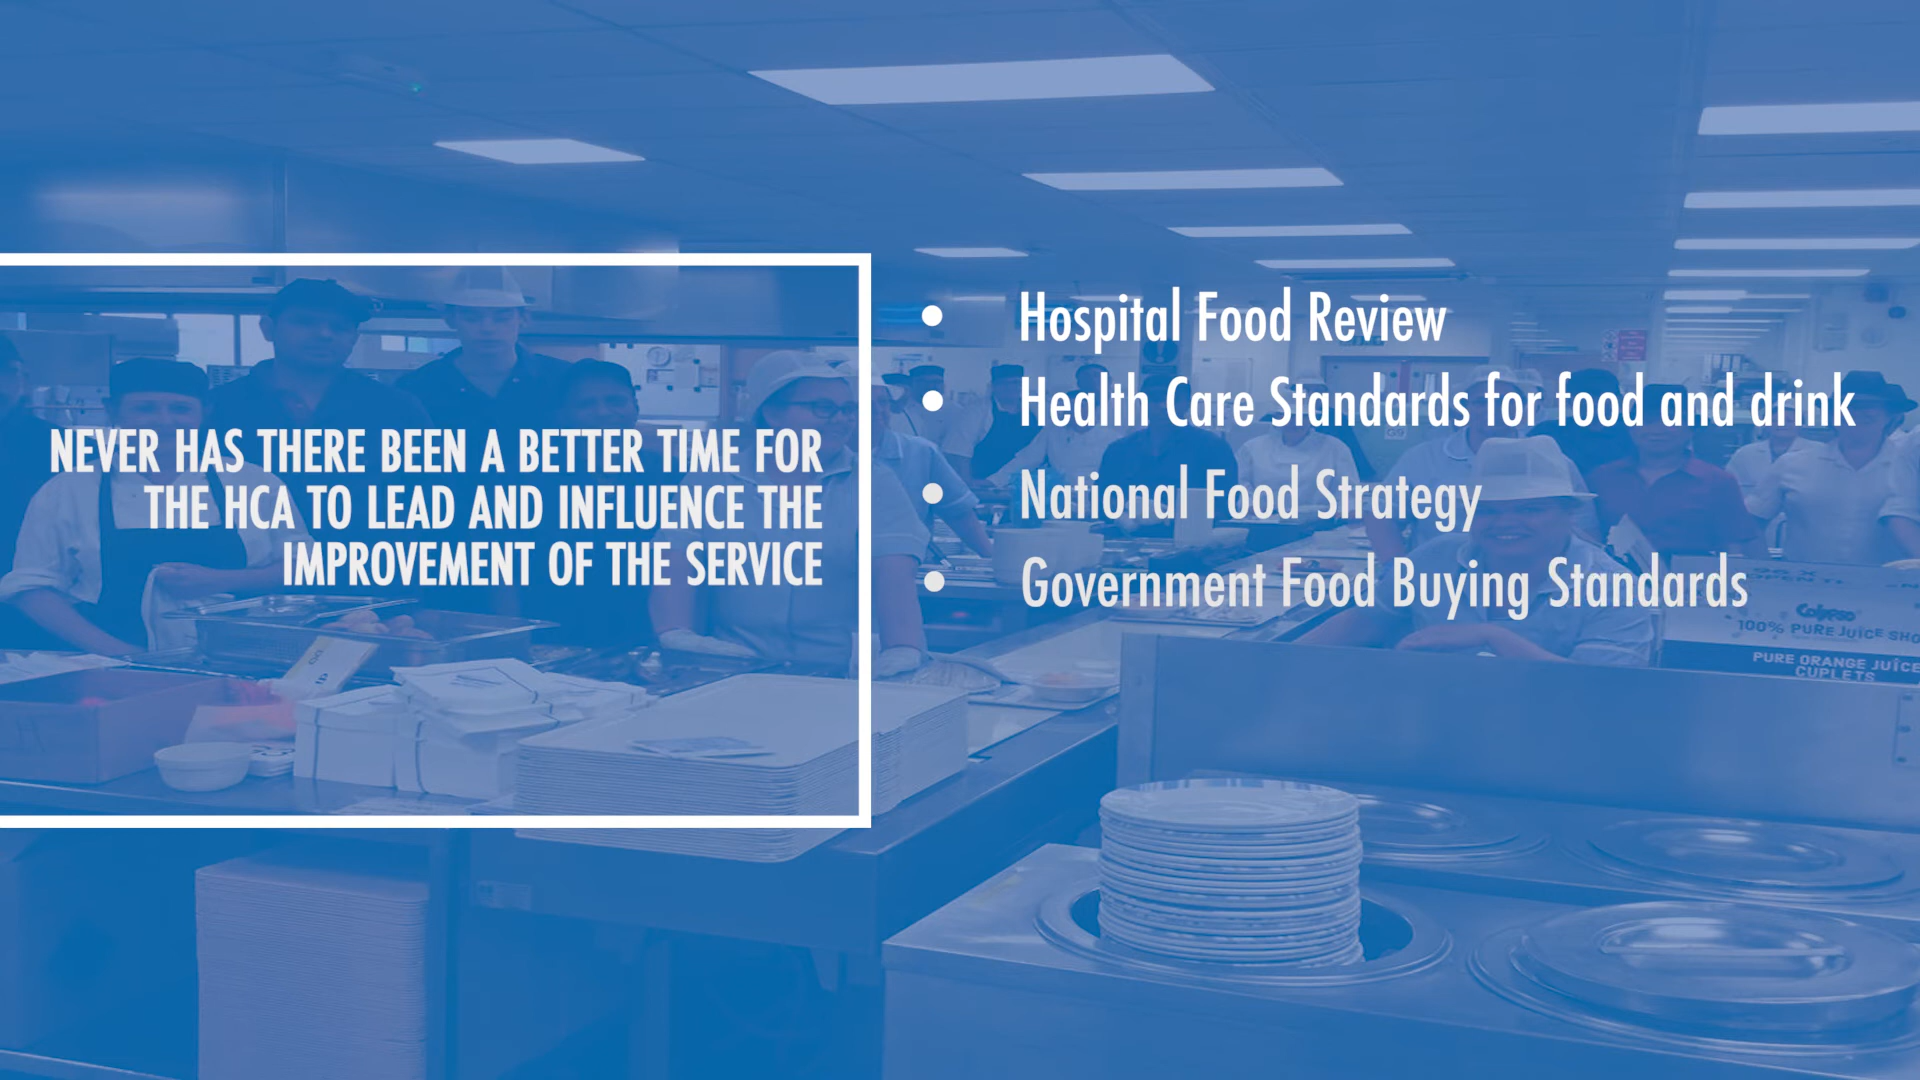 NEVER HAS THERE BEEN A BETTER TIME FOR
THE HCA TO LEAD AND INFLUENCE THE
IMPROVEMENT OF THE SERVICE
• Hospital Food Review
• Health Care Standards for food and drink
• National Food Strategy
• Government Food Buying Standards
Calypso
100% PURE JUICE SHO
PURE ORANGE JUICE
CUPLETS